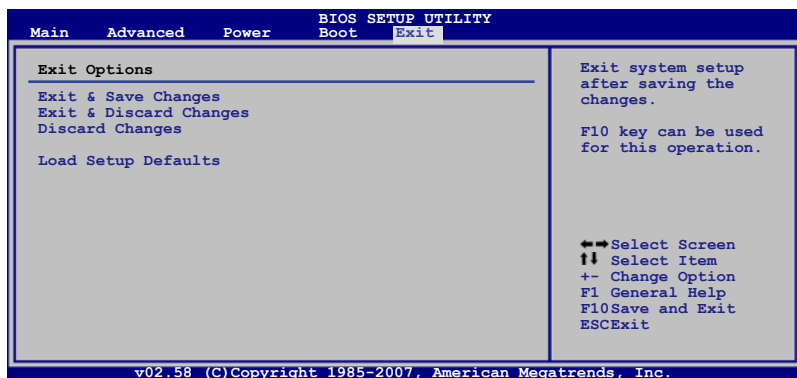 BIOS SETUP UTILITY
Main Advanced Power Boot Exit
Exit Options
Exit & Save Changes
Exit & Discard Changes
Discard Changes
Load Setup Defaults
Exit system setup
after saving the
changes.
F10 key can be used
for this operation.
Select Screen
Select Item
+- Change Option
F1 General Help
F10Save and Exit
ESCExit
v02.58 (C)Copyright 1985-2007, American Megatrends, Inc.